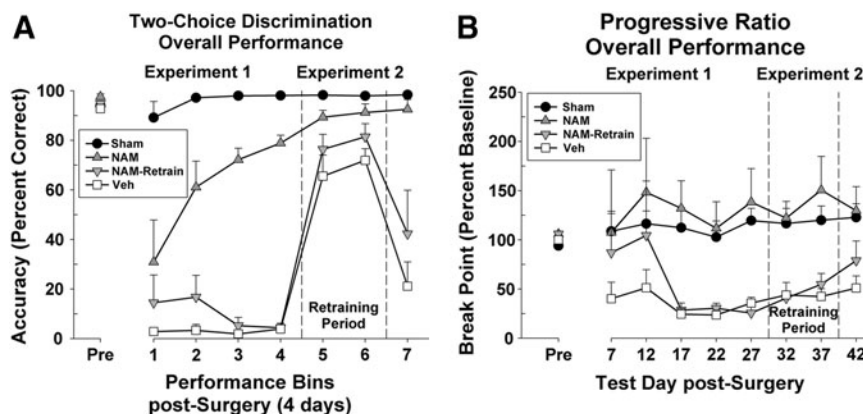 A
Two-Choice Discrimination
Overall Performance
Experiment 1 Experiment 2
Accuracy (Percent Correct)
100
80
60
40
20
0
Sham
NAM
NAM-Retrain
Veh
Retraining
Period
Pre 1 2 3 4 5 6 7
Performance Bins
post-Surgery (4 days)
B
Progressive Ratio
Overall Performance
Experiment 1 Experiment 2
Break Point (Percent Baseline)
250
200
150
100
50
0
Sham
NAM
NAM-Retrain
Veh
Retraining
Period
Pre 7 12 17 22 27 32 37 42
Test Day post-Surgery